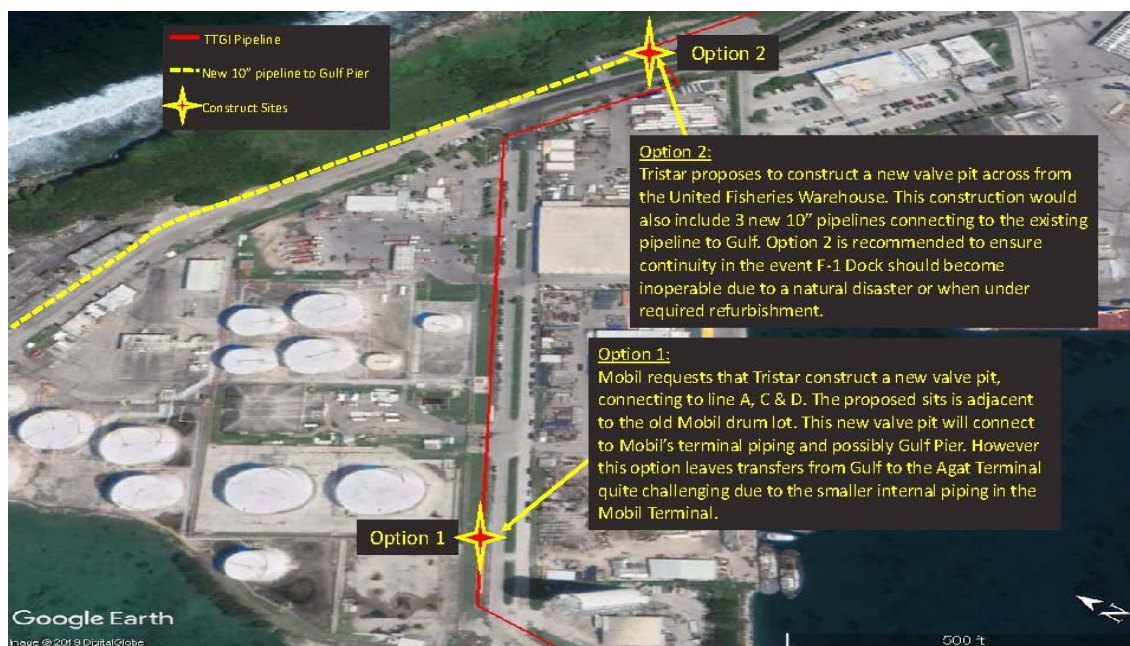 TTGI Pipeline
New 10” pipeline to Gulf Pier
Construct Sites
Option 2
Option 2:
Tristar proposes to construct a new valve pit across from
the United Fisheries Warehouse. This construction would
also include 3 new 10” pipelines connecting to the existing
pipeline to Gulf. Option 2 is recommended to ensure
continuity in the event F-1 Dock should become
inoperable due to a natural disaster or when under
required refurbishment.
Option 1:
Mobil requests that Tristar construct a new valve pit,
connecting to line A, C & D. The proposed sits is adjacent
to the old Mobil drum lot. This new valve pit will connect
to Mobil’s terminal piping and possibly Gulf Pier. However
this option leaves transfers from Gulf to the Agat Terminal
quite challenging due to the smaller internal piping in the
Mobil Terminal.
Option 1
Google Earth
Image © 2019 DigitalGlobe
500 ft
N